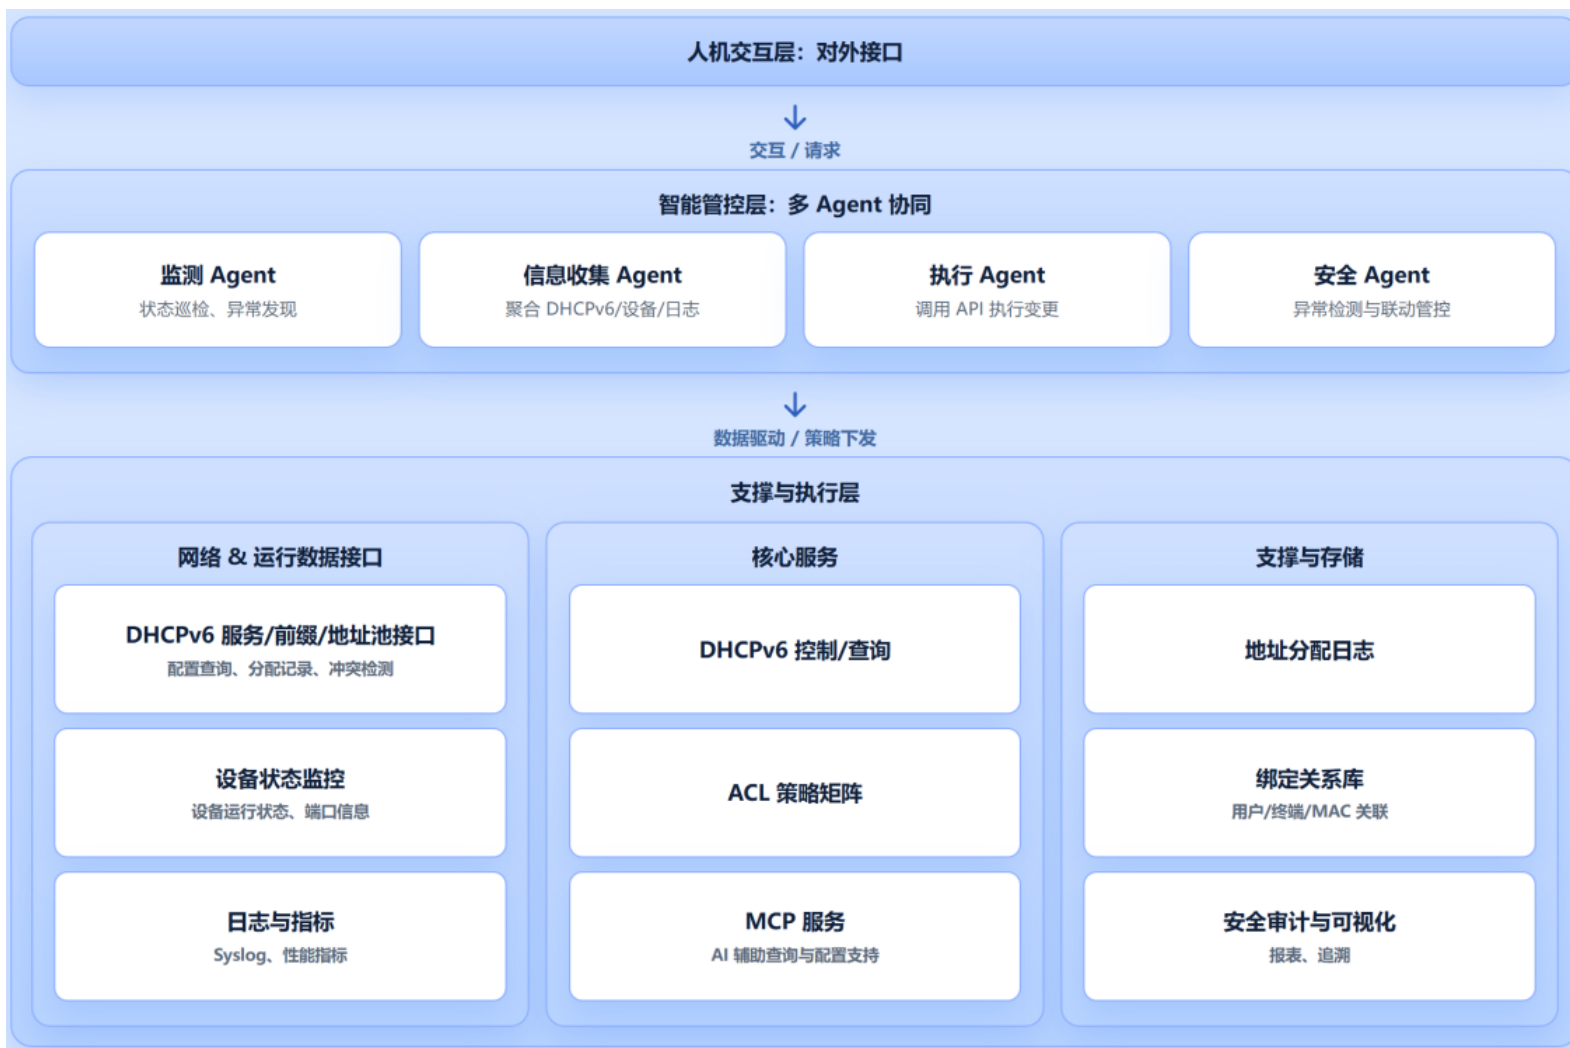 人机交互层：对外接口
交互 / 请求
智能管控层：多 Agent 协同
监测 Agent
状态巡检、异常发现
信息收集 Agent
聚合 DHCPv6/设备/日志
执行 Agent
调用 API 执行变更
安全 Agent
异常检测与联动管控
数据驱动 / 策略下发
支撑与执行层
网络 & 运行数据接口
DHCPv6 服务/前缀/地址池接口
配置查询、分配记录、冲突检测
设备状态监控
设备运行状态、端口信息
日志与指标
Syslog、性能指标
核心服务
DHCPv6 控制/查询
ACL 策略矩阵
MCP 服务
AI 辅助查询与配置支持
支撑与存储
地址分配日志
绑定关系库
用户/终端/MAC 关联
安全审计与可视化
报表、追溯